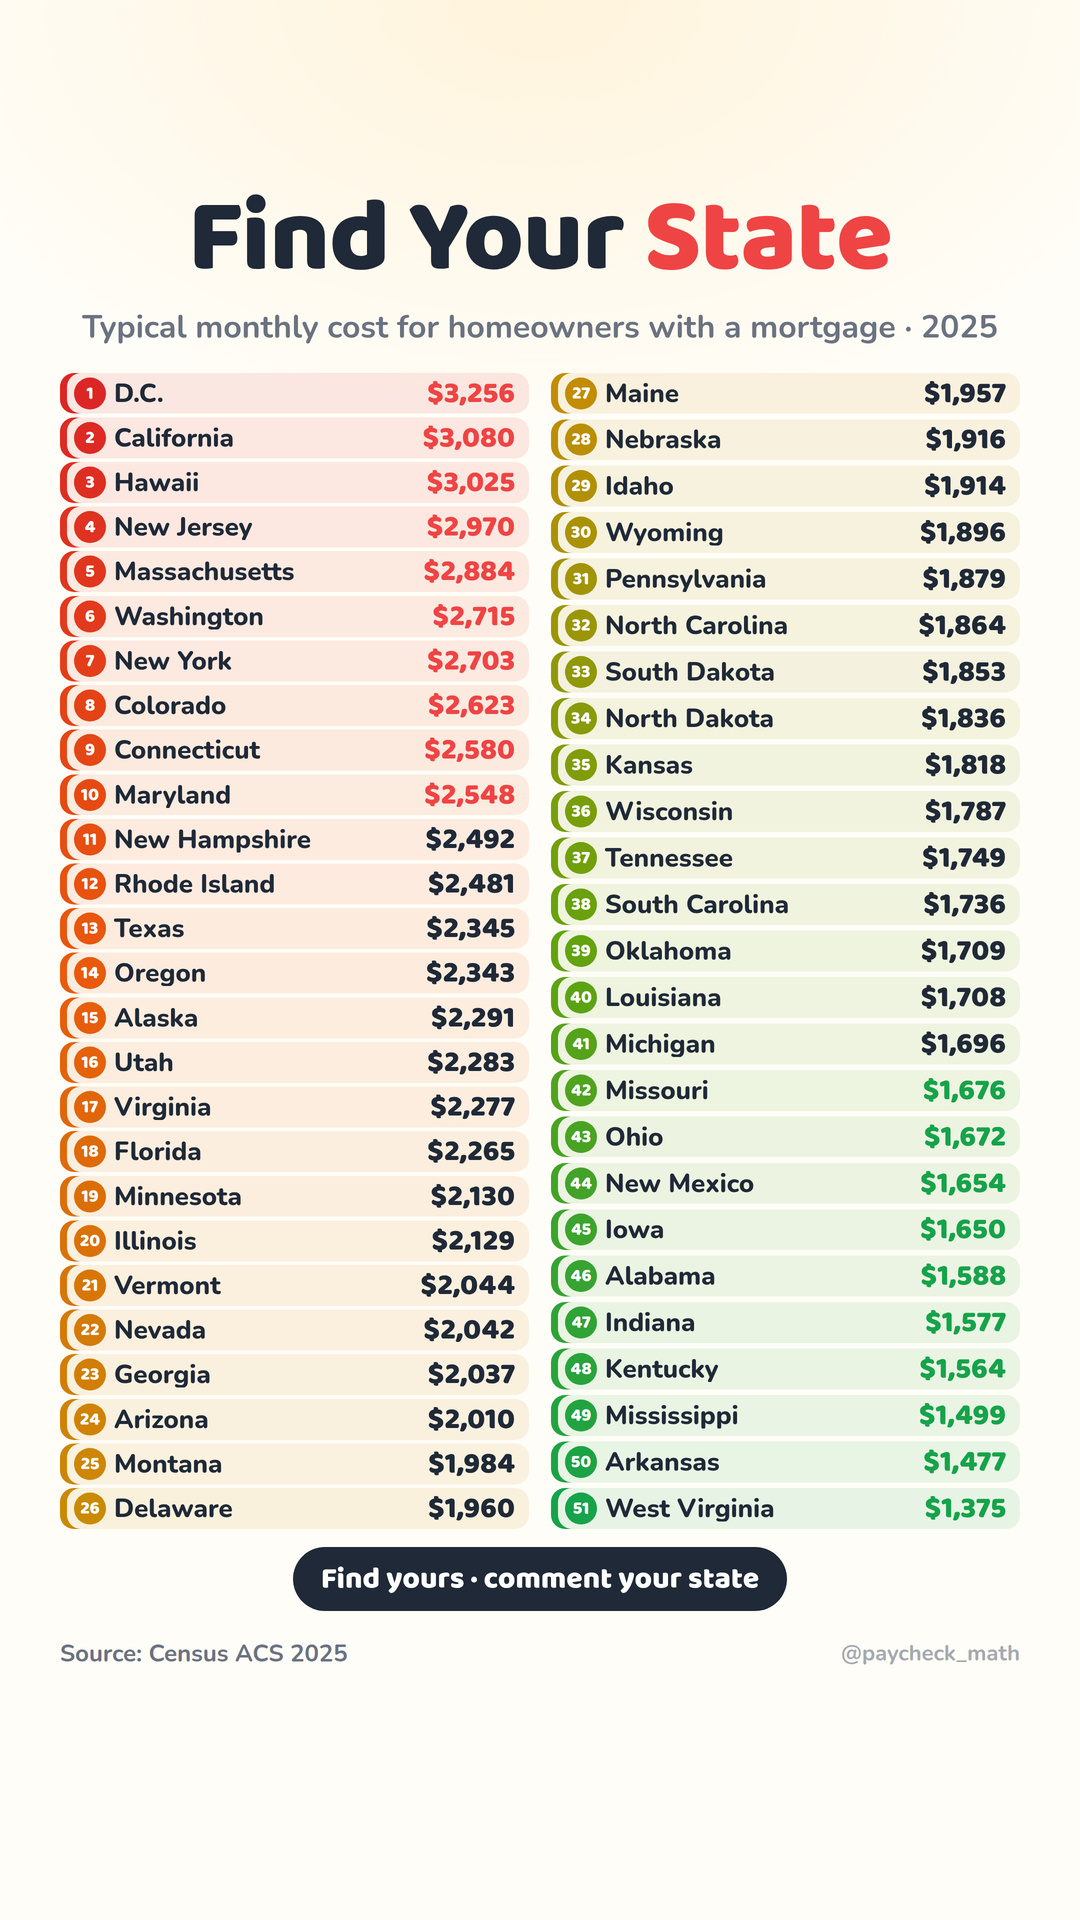 Find Your State
Typical monthly cost for homeowners with a mortgage · 2025
1 D.C. $3,256
2 California $3,080
3 Hawaii $3,025
4 New Jersey $2,970
5 Massachusetts $2,884
6 Washington $2,715
7 New York $2,703
8 Colorado $2,623
9 Connecticut $2,580
10 Maryland $2,548
11 New Hampshire $2,492
12 Rhode Island $2,481
13 Texas $2,345
14 Oregon $2,343
15 Alaska $2,291
16 Utah $2,283
17 Virginia $2,277
18 Florida $2,265
19 Minnesota $2,130
20 Illinois $2,129
21 Vermont $2,044
22 Nevada $2,042
23 Georgia $2,037
24 Arizona $2,010
25 Montana $1,984
26 Delaware $1,960
27 Maine $1,957
28 Nebraska $1,916
29 Idaho $1,914
30 Wyoming $1,896
31 Pennsylvania $1,879
32 North Carolina $1,864
33 South Dakota $1,853
34 North Dakota $1,836
35 Kansas $1,818
36 Wisconsin $1,787
37 Tennessee $1,749
38 South Carolina $1,736
39 Oklahoma $1,709
40 Louisiana $1,708
41 Michigan $1,696
42 Missouri $1,676
43 Ohio $1,672
44 New Mexico $1,654
45 Iowa $1,650
46 Alabama $1,588
47 Indiana $1,577
48 Kentucky $1,564
49 Mississippi $1,499
50 Arkansas $1,477
51 West Virginia $1,375
Find yours · comment your state
Source: Census ACS 2025
@paycheck_math